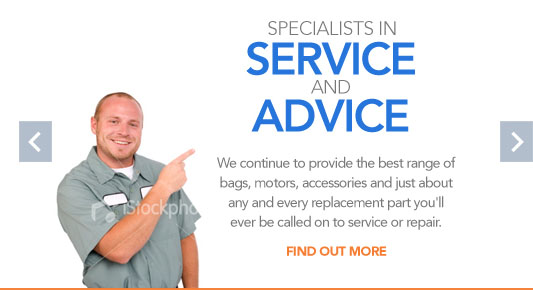 SPECIALISTS IN
SERVICE
AND
ADVICE
We continue to provide the best range of
bags, motors, accessories and just about
any and every replacement part you'll
ever be called on to service or repair.
FIND OUT MORE
iStockpho